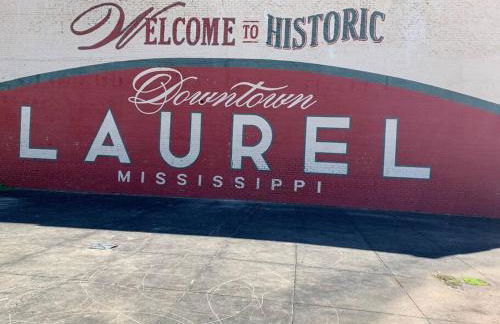 Welcome TO HISTORIC
Downtown
LAUREL
MISSISSIPPI